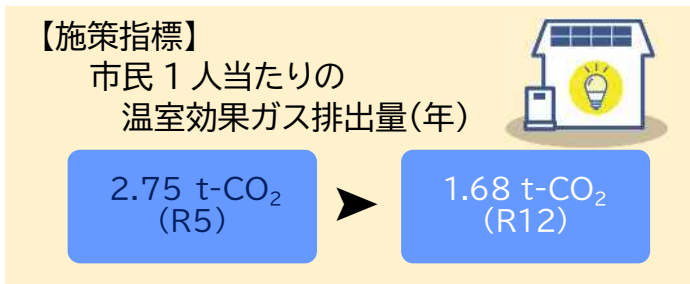 【施策指標】
市民1人当たりの
温室効果ガス排出量(年)
2.75 t-CO₂
(R5)
1.68 t-CO₂
(R12)